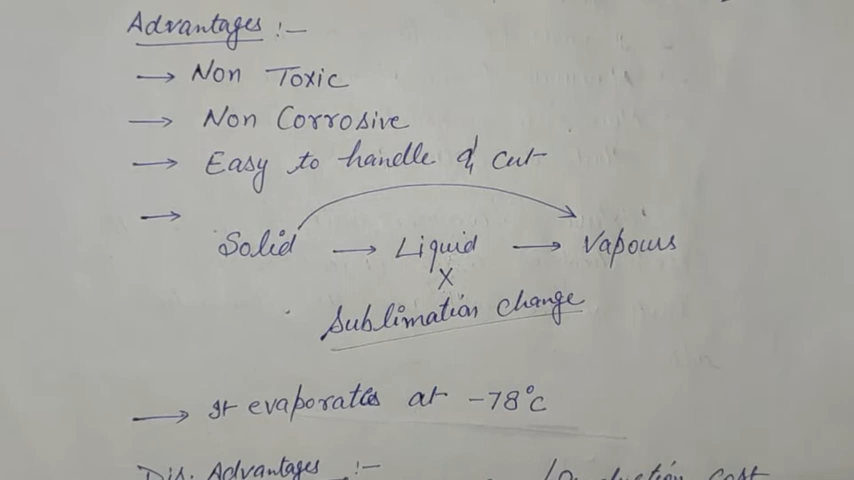 Advantages :-
→ Non Toxic
→ Non Corrosive
→ Easy to handle & cut
→ Solid → Liquid → Vapours
X
Sublimation change
→ It evaporates at -78°C
Dis. Advantages :-
cost